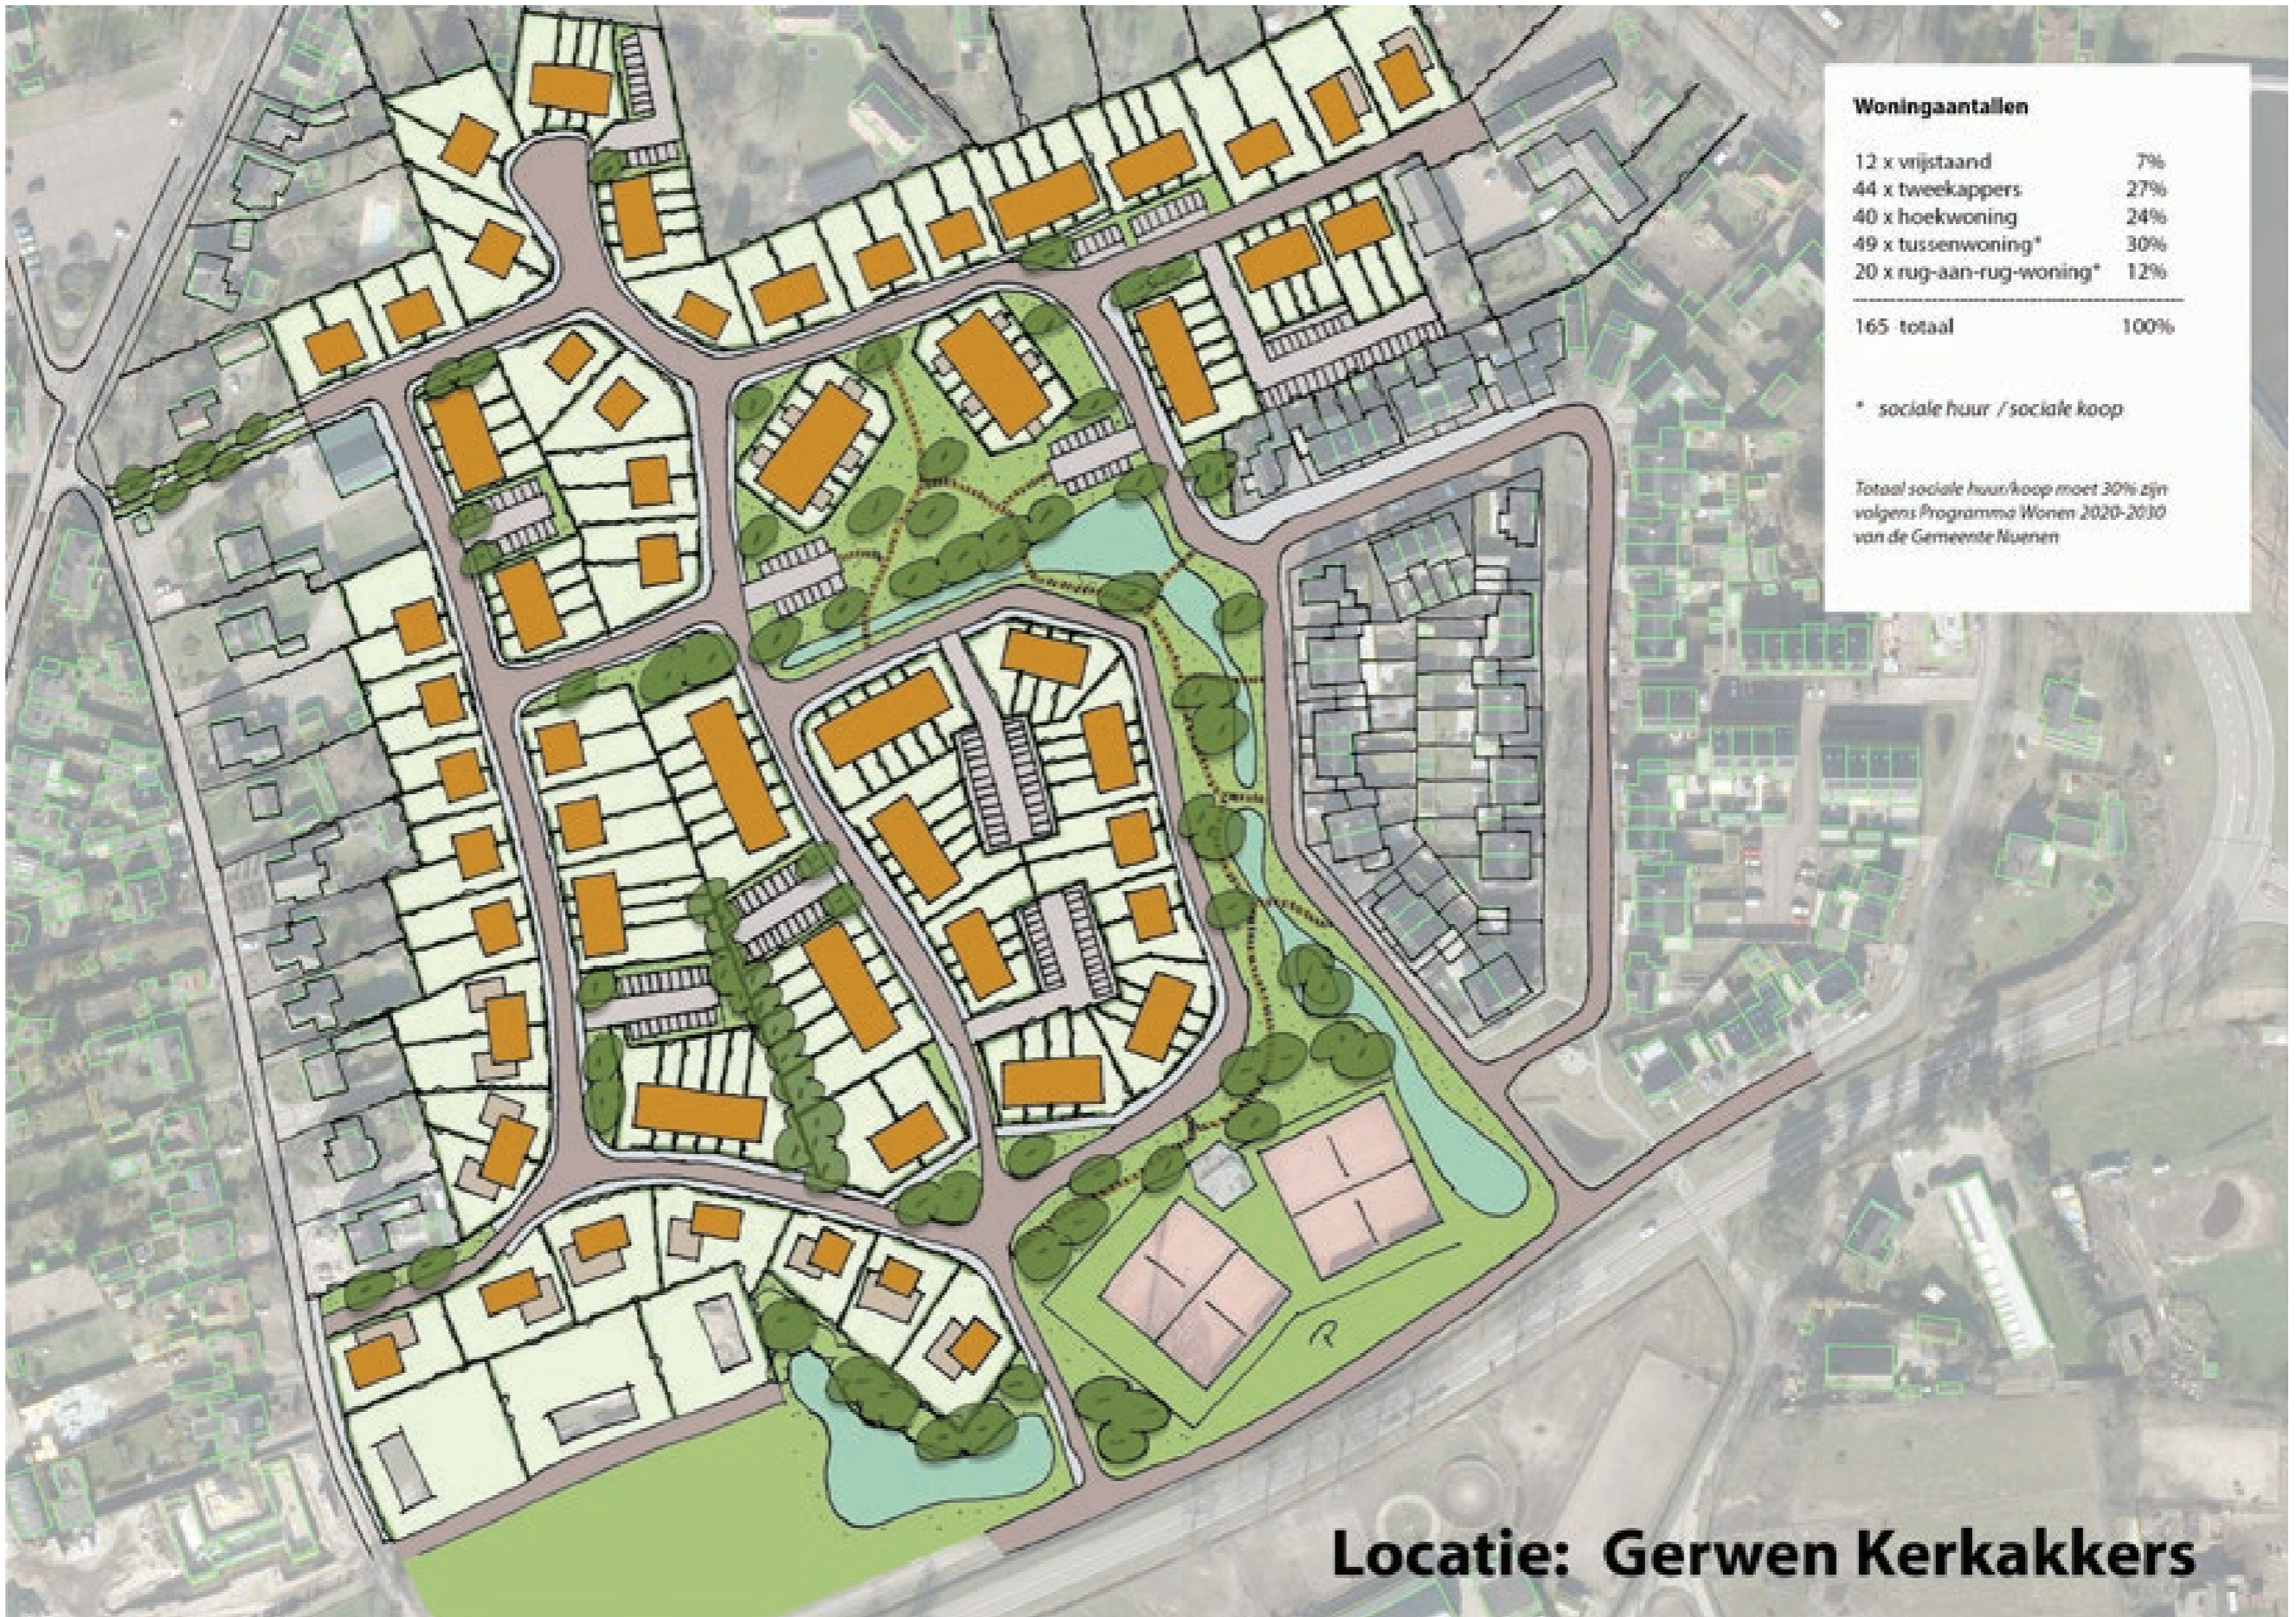 Woningaantallen
12 x vrijstaand 7%
44 x tweekappers 27%
40 x hoekwoning 24%
49 x tussenwoning* 30%
20 x rug-aan-rug-woning* 12%
165 totaal 100%
* sociale huur / sociale koop
Totaal sociale huur/koop moet 30% zijn
volgens Programma Wonen 2020-2030
van de Gemeente Nuenen
Locatie: Gerwen Kerkakkers